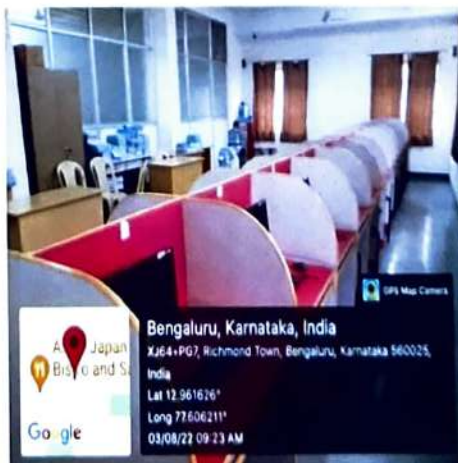 GPS Map Camera
Bengaluru, Karnataka, India
XJ64+PG7, Richmond Town, Bengaluru, Karnataka 560025,
India
Lat 12.961626°
Long 77.606211°
03/08/22 09:23 AM
Japan
Google